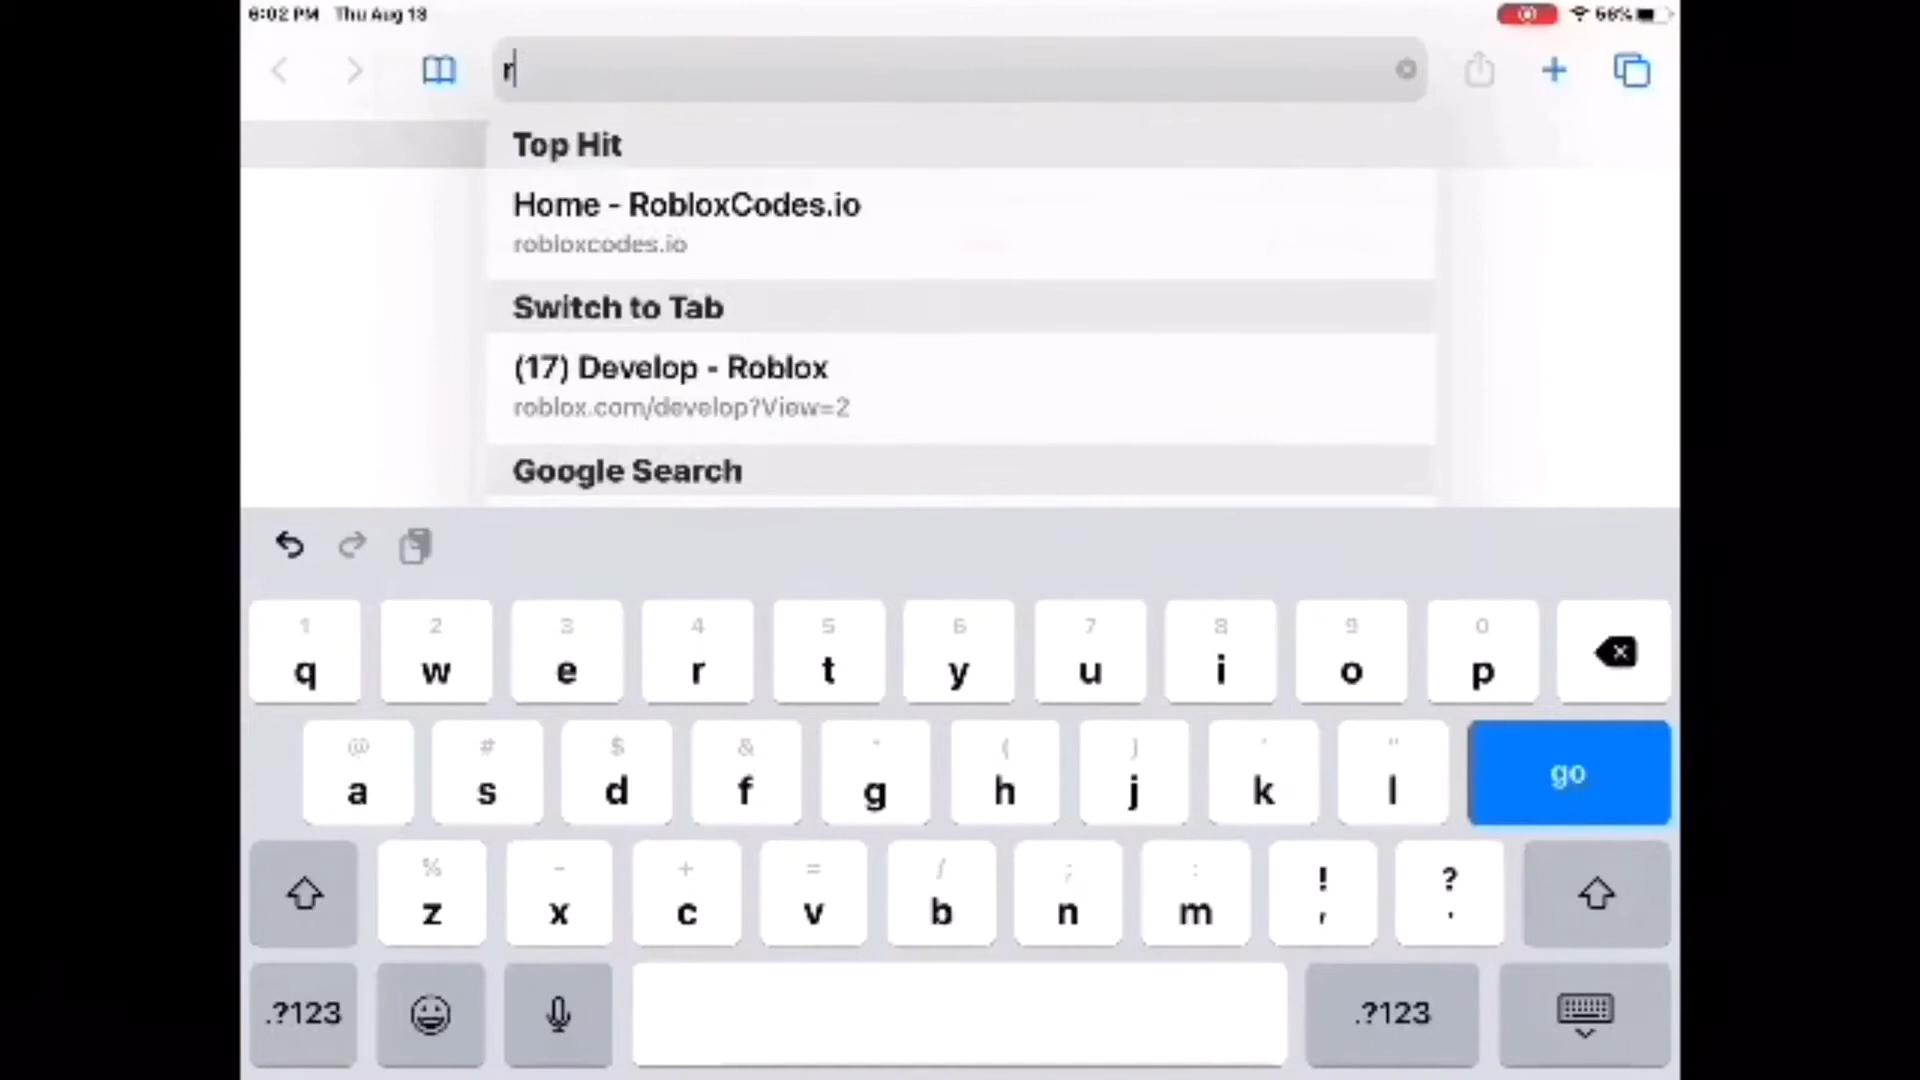 6:02 PM Thu Aug 13 56%
r
Top Hit
Home - RobloxCodes.io
robloxcodes.io
Switch to Tab
(17) Develop - Roblox
roblox.com/develop?View=2
Google Search
1 2 3 4 5 6 7 8 9 0
q w e r t y u i o p
@ # $ & * ( ) ' "
a s d f g h j k l go
% - + = / ; : ! ?
z x c v b n m , .
.?123 .?123